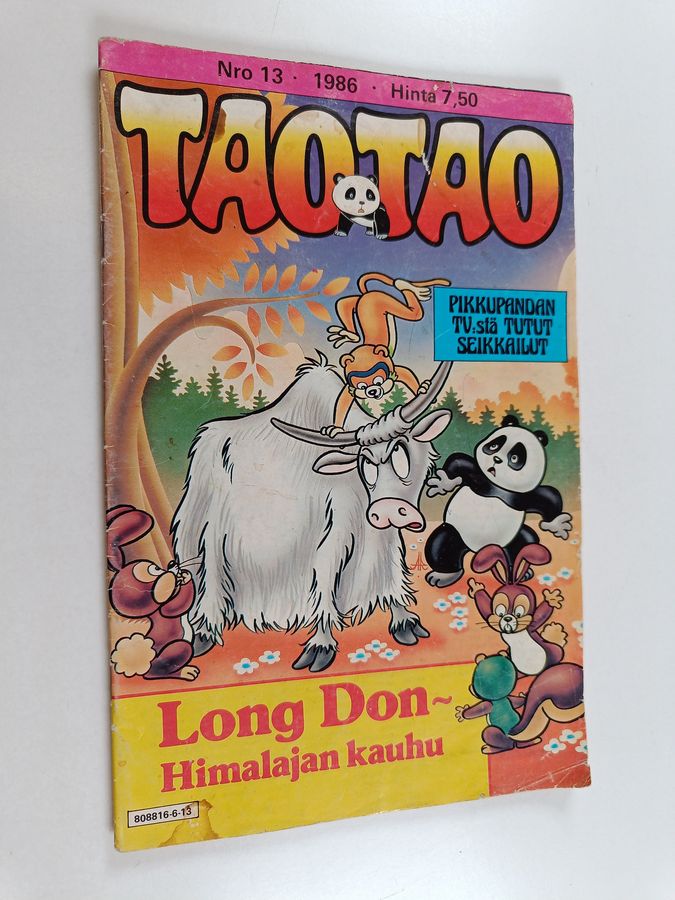 Nro 13 · 1986 · Hinta 7,50
TAOTAO
PIKKUPANDAN
TV:stä TUTUT
SEIKKAILUT
Long Don~
Himalajan kauhu
808816-6-13